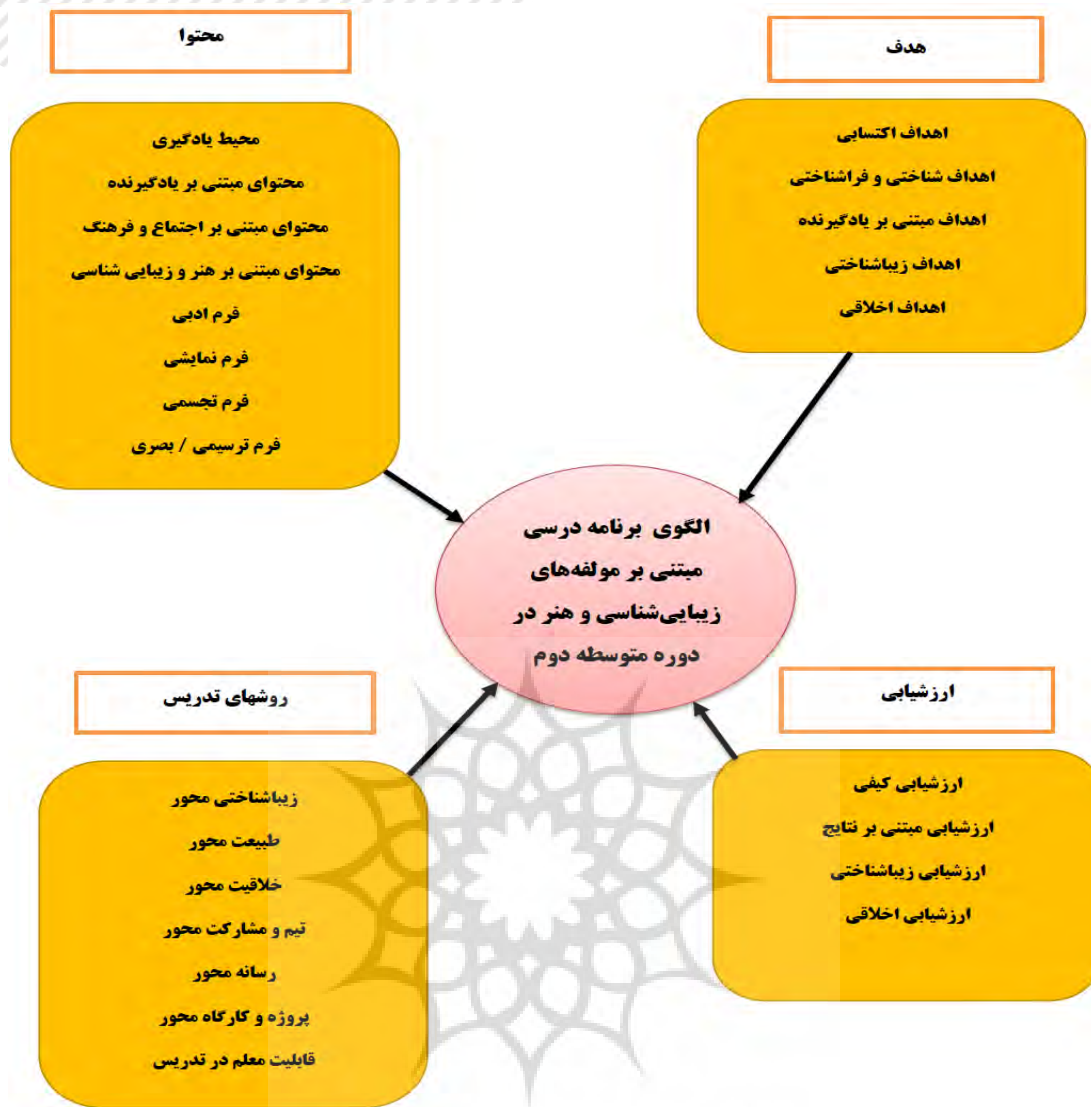 هدف
اهداف اکتسابی
اهداف شناختی و فراشناختی
اهداف مبتنی بر یادگیرنده
اهداف زیباشناختی
اهداف اخلاقی
محتوا
محیط یادگیری
محتوای مبتنی بر یادگیرنده
محتوای مبتنی بر اجتماع و فرهنگ
محتوای مبتنی بر هنر و زیبایی شناسی
فرم ادبی
فرم نمایشی
فرم تجسمی
فرم ترسیمی / بصری
الگوی برنامه درسی
مبتنی بر مولفه‌های
زیبایی‌شناسی و هنر در
دوره متوسطه دوم
ارزشیابی
ارزشیابی کیفی
ارزشیابی مبتنی بر نتایج
ارزشیابی زیباشناختی
ارزشیابی اخلاقی
روشهای تدریس
زیباشناختی محور
طبیعت محور
خلاقیت محور
تیم و مشارکت محور
رسانه محور
پروژه و کارگاه محور
قابلیت معلم در تدریس